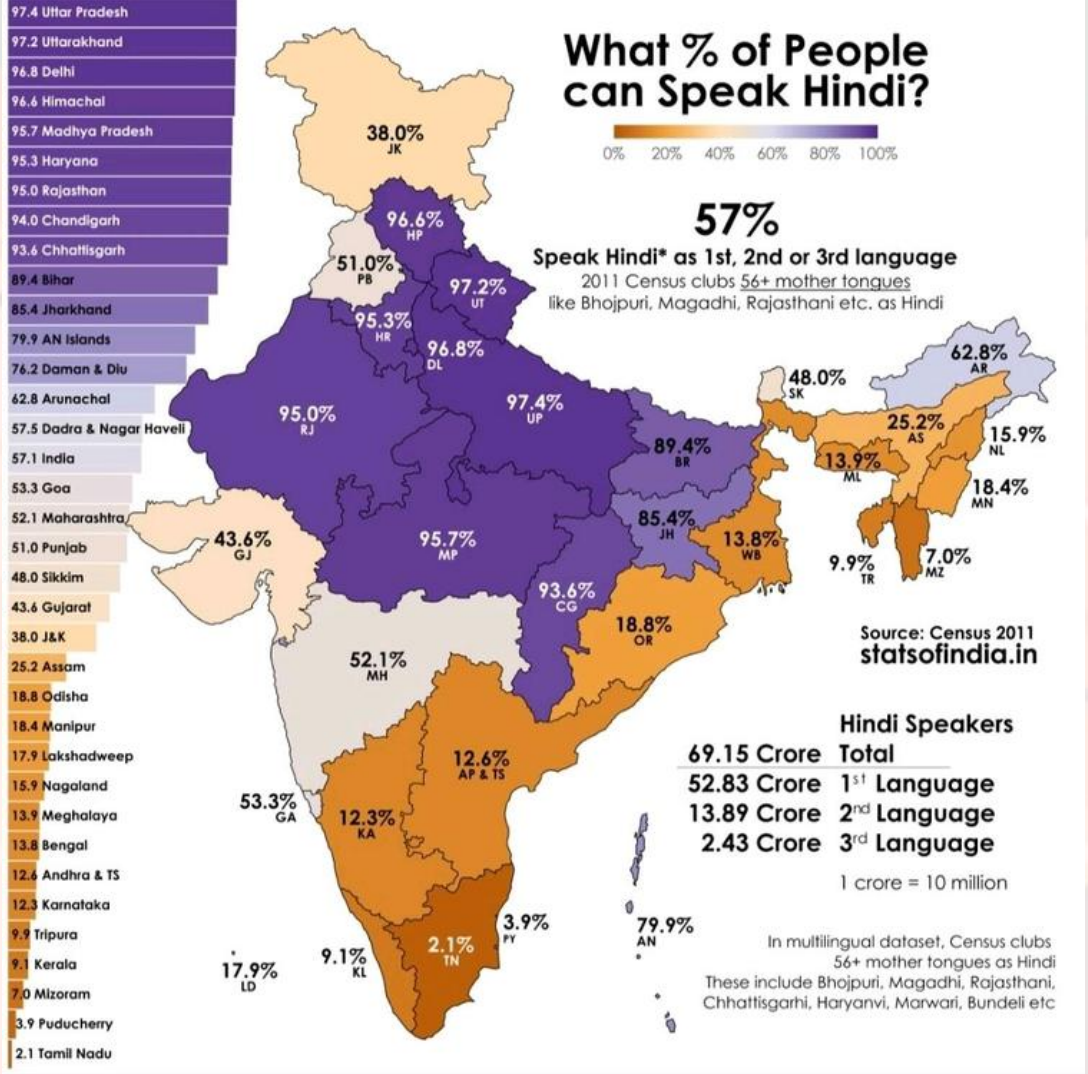 97.4 Uttar Pradesh
97.2 Uttarakhand
96.8 Delhi
96.6 Himachal
95.7 Madhya Pradesh
95.3 Haryana
95.0 Rajasthan
94.0 Chandigarh
93.6 Chhattisgarh
89.4 Bihar
85.4 Jharkhand
79.9 AN Islands
76.2 Daman & Diu
62.8 Arunachal
57.5 Dadra & Nagar Haveli
57.1 India
53.3 Goa
52.1 Maharashtra
51.0 Punjab
48.0 Sikkim
43.6 Gujarat
38.0 J&K
25.2 Assam
18.8 Odisha
18.4 Manipur
17.9 Lakshadweep
15.9 Nagaland
13.9 Meghalaya
13.8 Bengal
12.6 Andhra & TS
12.3 Karnataka
9.9 Tripura
9.1 Kerala
7.0 Mizoram
3.9 Puducherry
2.1 Tamil Nadu
What % of People
can Speak Hindi?
0% 20% 40% 60% 80% 100%
57%
Speak Hindi* as 1st, 2nd or 3rd language
2011 Census clubs 56+ mother tongues
like Bhojpuri, Magadhi, Rajasthani etc. as Hindi
38.0%
JK
96.6%
HP
51.0%
PB
97.2%
UT
95.3%
HR
96.8%
DL
95.0%
RJ
97.4%
UP
48.0%
SK
62.8%
AR
89.4%
BR
25.2%
AS
15.9%
NL
13.9%
ML
18.4%
MN
43.6%
GJ
95.7%
MP
85.4%
JH
13.8%
WB
9.9%
TR
7.0%
MZ
93.6%
CG
18.8%
OR
52.1%
MH
12.6%
AP & TS
53.3%
GA
12.3%
KA
3.9%
PY
2.1%
TN
9.1%
KL
17.9%
LD
79.9%
AN
Source: Census 2011
statsofindia.in
Hindi Speakers
69.15 Crore Total
52.83 Crore 1st Language
13.89 Crore 2nd Language
2.43 Crore 3rd Language
1 crore = 10 million
In multilingual dataset, Census clubs
56+ mother tongues as Hindi
These include Bhojpuri, Magadhi, Rajasthani,
Chhattisgarhi, Haryanvi, Marwari, Bundeli etc